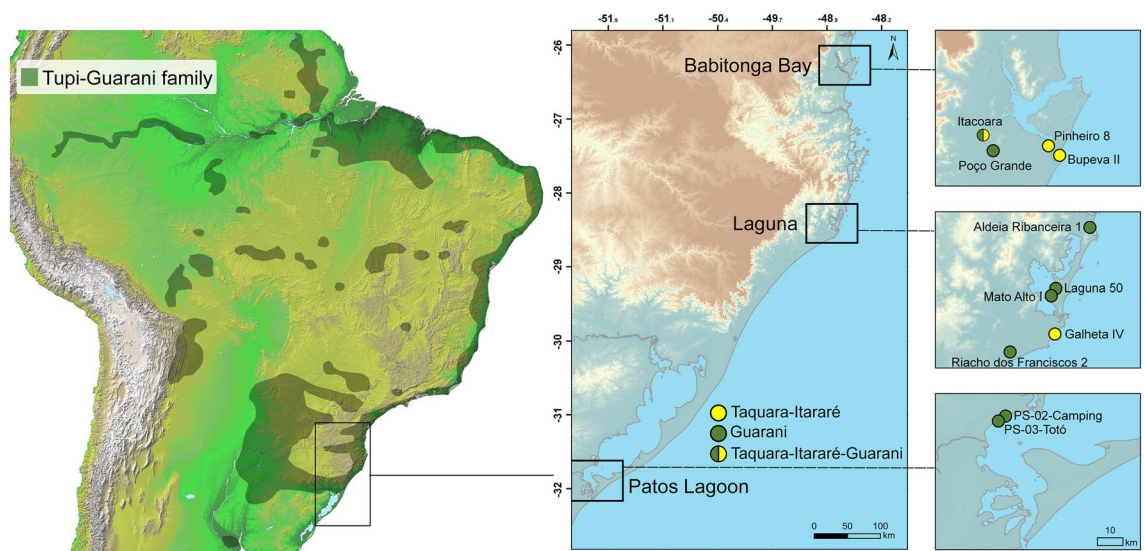 Tupi-Guarani family
-51.9 -51.1 -50.4 -49.7 -48.9 -48.2
-26
-27
-28
-29
-30
-31
-32
N
Babitonga Bay
Laguna
Patos Lagoon
Taquara-Itararé
Guarani
Taquara-Itararé-Guarani
0 50 100
km
Itacoara
Poço Grande
Pinheiro 8
Bupeva II
Aldeia Ribanceira 1
Laguna 50
Mato Alto I
Galheta IV
Riacho dos Franciscos 2
PS-02-Camping
PS-03-Totó
10
km